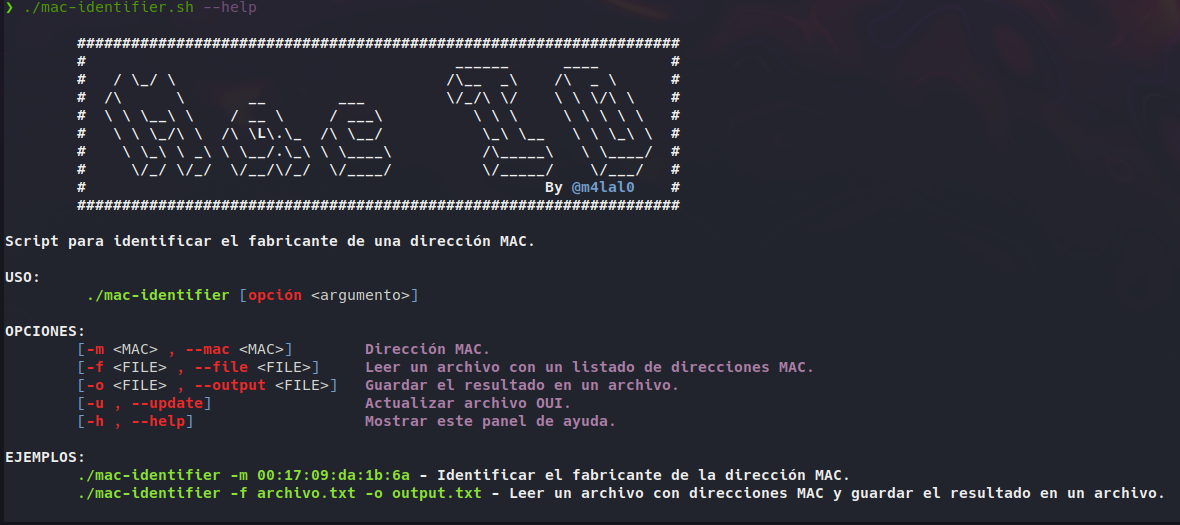 ❯ ./mac-identifier.sh --help
###################################################################
#                                         ______      ____        #
#   / \_/ \                              /\__  _\    /\  _ \      #
#  /\      \       __        ___         \/_/\ \/    \ \ \/\ \    #
#  \ \ \__\ \    / __ \     / ___\          \ \ \     \ \ \ \ \   #
#   \ \ \_/\ \  /\ \L\.\_  /\ \__/           \_\ \__   \ \ \_\ \  #
#    \ \_\ \ _\ \ \__/.\_\ \ \____\          /\_____\   \ \____/  #
#     \/_/ \/_/  \/__/\/_/  \/____/          \/_____/    \/___/   #
#                                                   By @m4lal0    #
###################################################################
Script para identificar el fabricante de una dirección MAC.
USO:
./mac-identifier [opción <argumento>]
OPCIONES:
[-m <MAC> , --mac <MAC>]        Dirección MAC.
[-f <FILE> , --file <FILE>]     Leer un archivo con un listado de direcciones MAC.
[-o <FILE> , --output <FILE>]   Guardar el resultado en un archivo.
[-u , --update]                 Actualizar archivo OUI.
[-h , --help]                   Mostrar este panel de ayuda.
EJEMPLOS:
./mac-identifier -m 00:17:09:da:1b:6a - Identificar el fabricante de la dirección MAC.
./mac-identifier -f archivo.txt -o output.txt - Leer un archivo con direcciones MAC y guardar el resultado en un archivo.